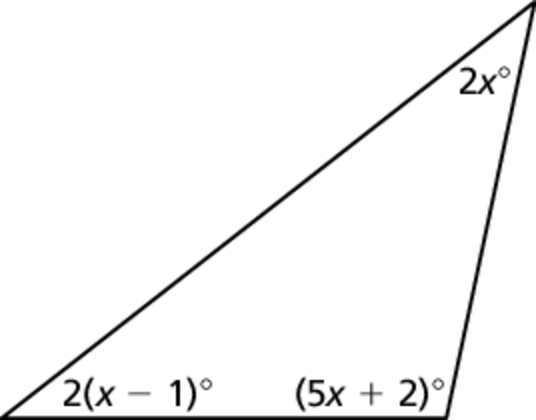 2x°
2(x − 1)° (5x + 2)°